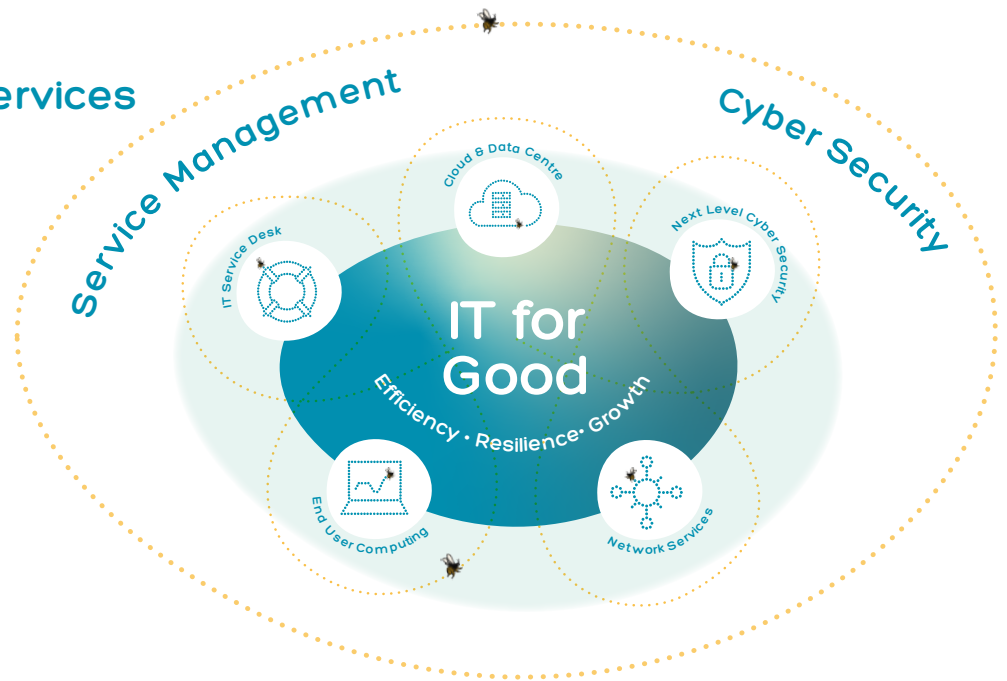 Service Management
Cyber Security
Cloud & Data Centre
Next Level Cyber Security
IT Service Desk
IT for
Good
Efficiency • Resilience• Growth
End User Computing
Network Services